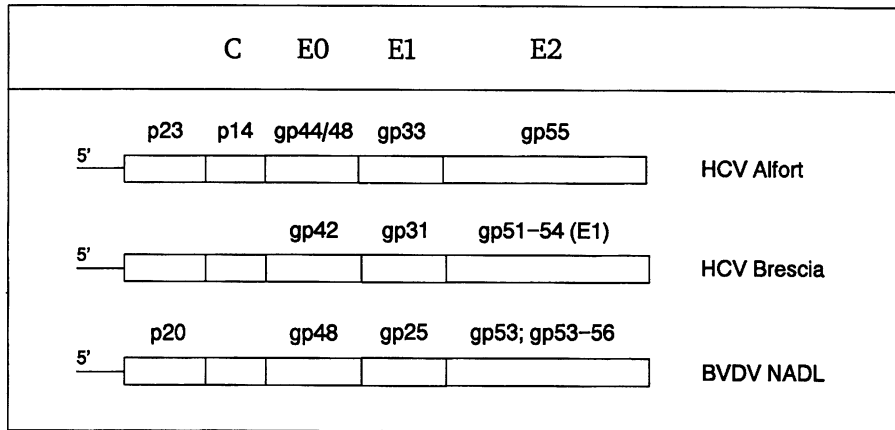 C E0 E1 E2
p23 p14 gp44/48 gp33 gp55
5’ HCV Alfort
gp42 gp31 gp51–54 (E1)
5’ HCV Brescia
p20 gp48 gp25 gp53; gp53–56
5’ BVDV NADL